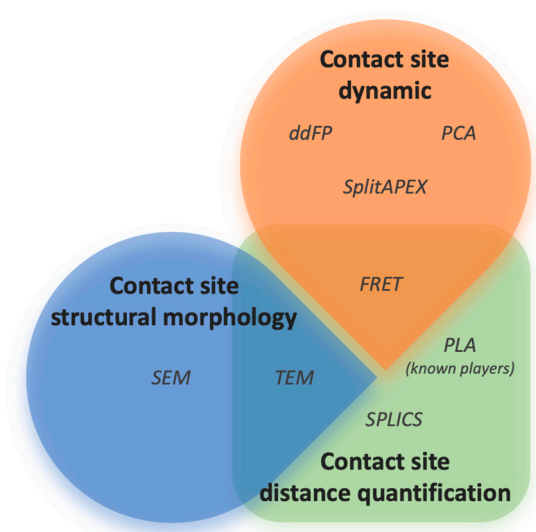 Contact site
dynamic
ddFP PCA
SplitAPEX
FRET
Contact site
structural morphology
SEM TEM
PLA
(known players)
SPLICS
Contact site
distance quantification